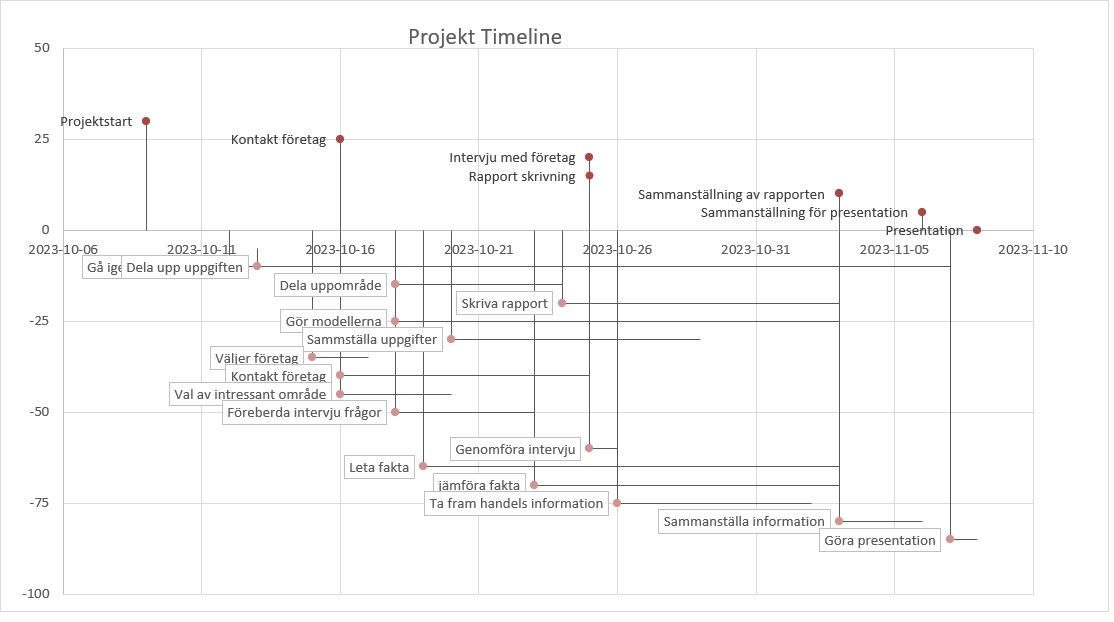 Projekt Timeline
50
Projektstart
25
Kontakt företag
Intervju med företag
Rapport skrivning
Sammanställning av rapporten
Sammanställning för presentation
0
Presentation
2023-10-06
2023-10-11
2023-10-16
2023-10-21
2023-10-26
2023-10-31
2023-11-05
2023-11-10
Gå
Dela upp uppgiften
Dela uppområde
Skriva rapport
-25
Gör modellerna
Sammställa uppgifter
Väljer företag
Kontakt företag
Val av intressant område
-50
Föreberda intervju frågor
Genomföra intervju
Leta fakta
jämföra fakta
-75
Ta fram handels information
Sammanställa information
Göra presentation
-100